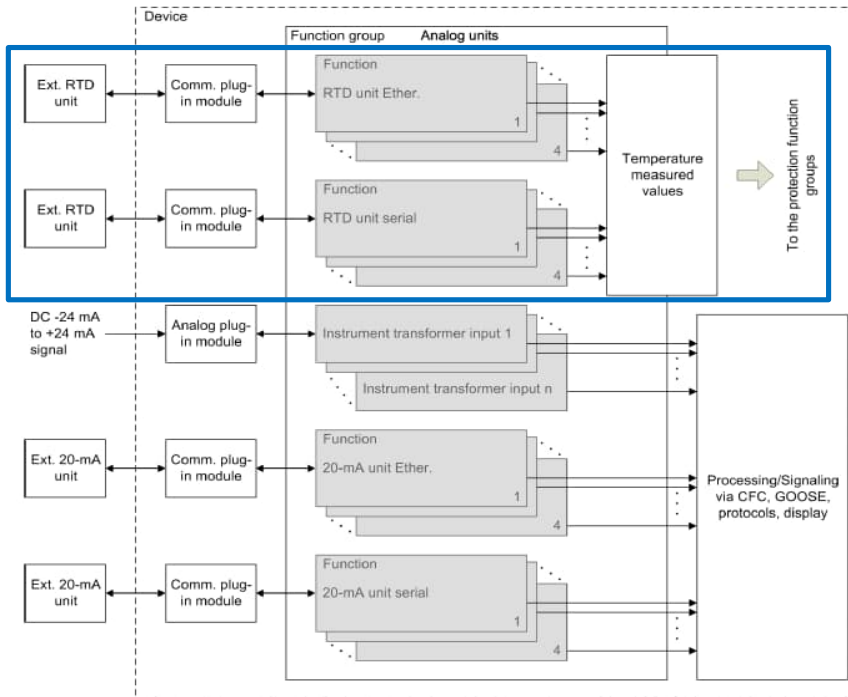 Device
Function group Analog units
Ext. RTD
unit
Comm. plug-
in module
Function
RTD unit Ether.
1
4
Ext. RTD
unit
Comm. plug-
in module
Function
RTD unit serial
1
4
Temperature
measured
values
To the protection function
groups
DC -24 mA
to +24 mA
signal
Analog plug-
in module
Instrument transformer input 1
Instrument transformer input n
Ext. 20-mA
unit
Comm. plug-
in module
Function
20-mA unit Ether.
1
4
Ext. 20-mA
unit
Comm. plug-
in module
Function
20-mA unit serial
1
4
Processing/Signaling
via CFC, GOOSE,
protocols, display